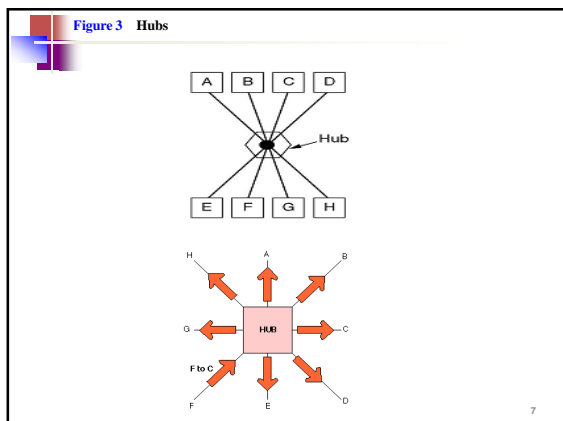 Figure 3 Hubs
A B C D
Hub
E F G H
H A B
G HUB C
F to C
F E D
7